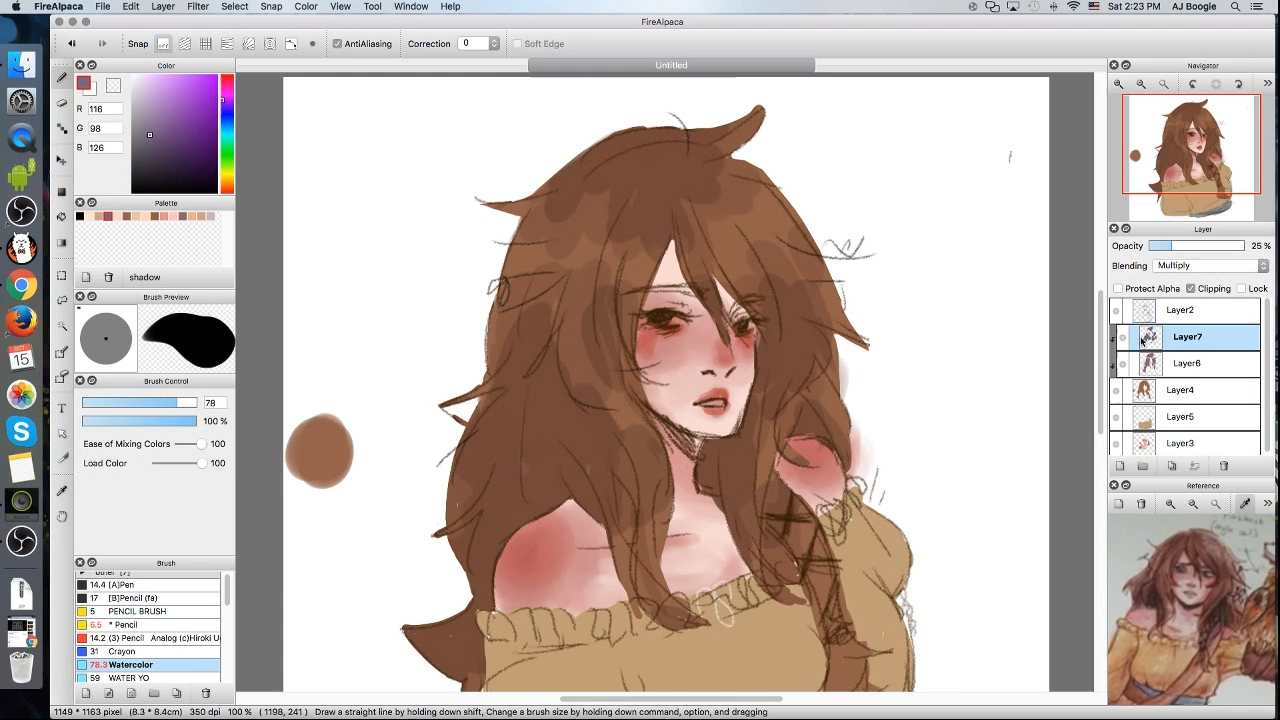 FireAlpaca File Edit Layer Filter Select Snap Color View Tool Window Help
Sat 2:23 PM AJ Boogie
FireAlpaca
Snap off AntiAliasing Correction 0 Soft Edge
Untitled
Color
R 116
G 98
B 126
Palette
shadow
Brush Preview
Brush Control
78
100 %
Ease of Mixing Colors 100
Load Color 100
Brush
14.4 [A]Pen
17 [B]Pencil (fa)
5 PENCIL BRUSH
6.5 * Pencil
14.2 (3) Pencil Analog (c)Hiroki U
31 Crayon
78.3 Watercolor
59 WATER YO
OCT
15
Navigator
Layer
Opacity 25 %
Blending Multiply
Protect Alpha Clipping Lock
Layer2
Layer7
Layer6
Layer4
Layer5
Layer3
Reference
1149 * 1163 pixel (8.3 * 8.4cm) 350 dpi 100 % ( 1198, 241 ) Draw a straight line by holding down shift, Change a brush size by holding down command, option, and dragging